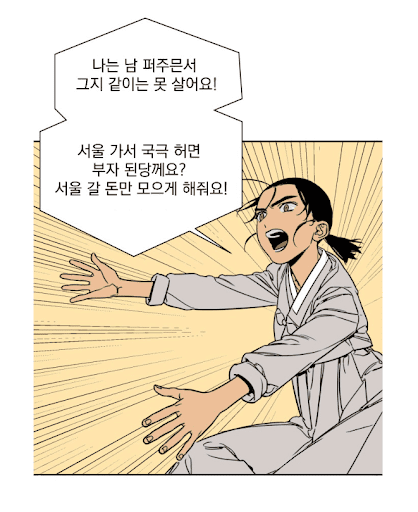 나는 남 퍼주믄서
그지 같이는 못 살어요!
서울 가서 국극 허면
부자 된당께요?
서울 갈 돈만 모으게 해줘요!